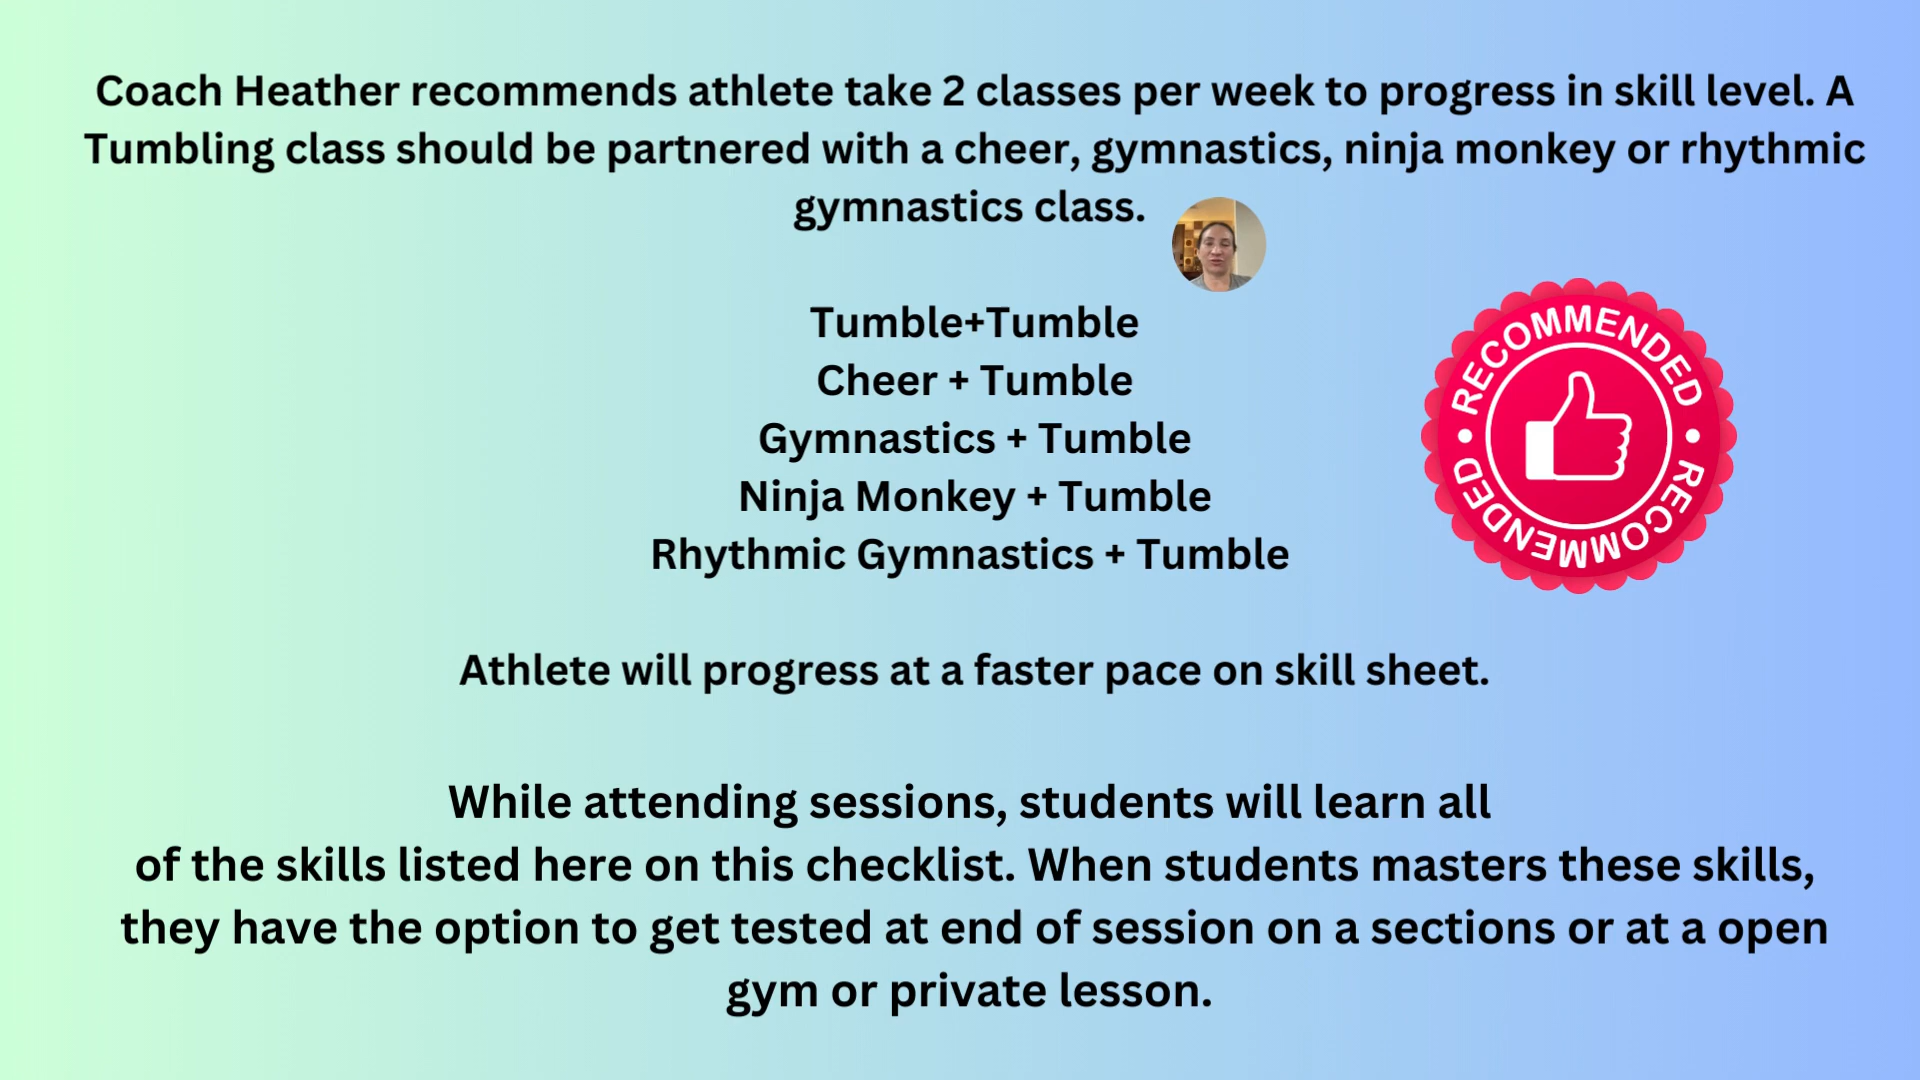 Coach Heather recommends athlete take 2 classes per week to progress in skill level. A
Tumbling class should be partnered with a cheer, gymnastics, ninja monkey or rhythmic
gymnastics class.
Tumble+Tumble
Cheer + Tumble
Gymnastics + Tumble
Ninja Monkey + Tumble
Rhythmic Gymnastics + Tumble
RECOMMENDED
RECOMMENDED
Athlete will progress at a faster pace on skill sheet.
While attending sessions, students will learn all
of the skills listed here on this checklist. When students masters these skills,
they have the option to get tested at end of session on a sections or at a open
gym or private lesson.